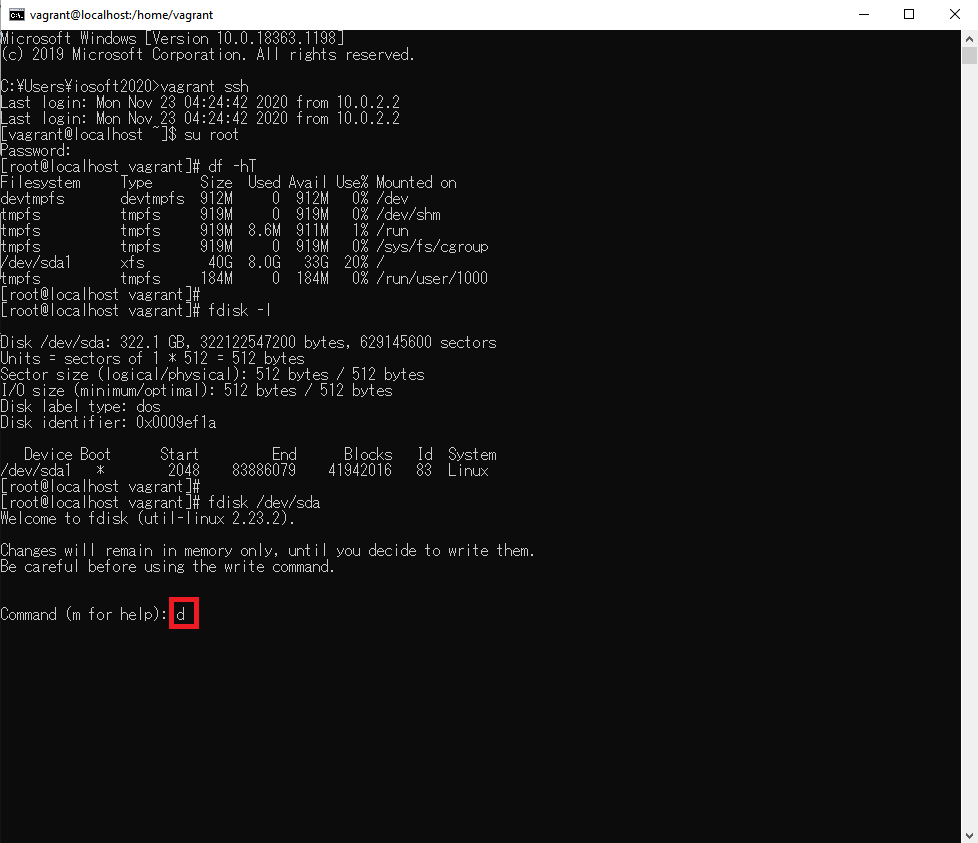 vagrant@localhost:/home/vagrant
Microsoft Windows [Version 10.0.18363.1198]
(c) 2019 Microsoft Corporation. All rights reserved.
C:¥Users¥iosoft2020>vagrant ssh
Last login: Mon Nov 23 04:24:42 2020 from 10.0.2.2
Last login: Mon Nov 23 04:24:42 2020 from 10.0.2.2
[vagrant@localhost ~]$ su root
Password:
[root@localhost vagrant]# df -hT
Filesystem     Type      Size  Used Avail Use% Mounted on
devtmpfs       devtmpfs  912M     0  912M   0% /dev
tmpfs          tmpfs     919M     0  919M   0% /dev/shm
tmpfs          tmpfs     919M  8.6M  911M   1% /run
tmpfs          tmpfs     919M     0  919M   0% /sys/fs/cgroup
/dev/sda1      xfs        40G  8.0G   33G  20% /
tmpfs          tmpfs     184M     0  184M   0% /run/user/1000
[root@localhost vagrant]#
[root@localhost vagrant]# fdisk -l
Disk /dev/sda: 322.1 GB, 322122547200 bytes, 629145600 sectors
Units = sectors of 1 * 512 = 512 bytes
Sector size (logical/physical): 512 bytes / 512 bytes
I/O size (minimum/optimal): 512 bytes / 512 bytes
Disk label type: dos
Disk identifier: 0x0009ef1a
   Device Boot      Start         End      Blocks   Id  System
/dev/sda1   *        2048    83886079    41942016   83  Linux
[root@localhost vagrant]#
[root@localhost vagrant]# fdisk /dev/sda
Welcome to fdisk (util-linux 2.23.2).
Changes will remain in memory only, until you decide to write them.
Be careful before using the write command.
Command (m for help): d